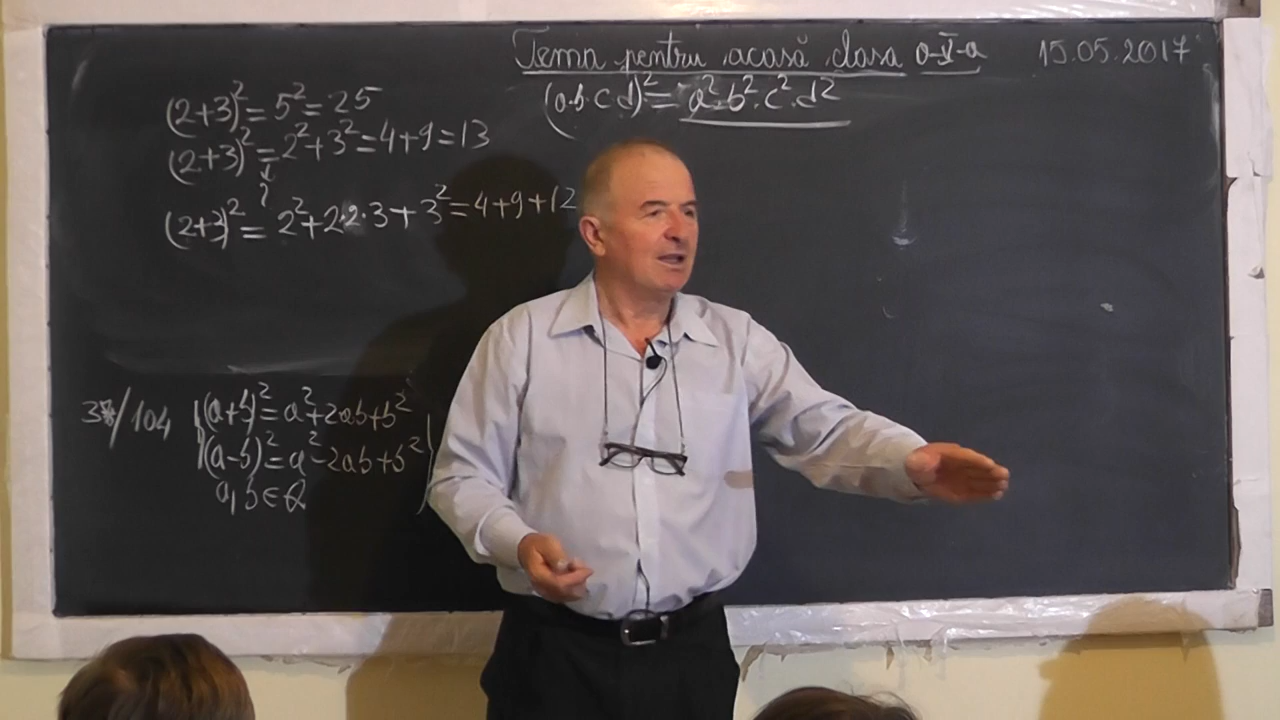 Tema pentru acasă clasa a-V-a 15.05.2017
(a·b·c·d)²=a²·b²·c²·d²
(2+3)²=5²=25
(2+3)²=2²+3²=4+9=13
↓
?
(2+3)²=2²+2·2·3+3²=4+9+12
/104 (a+b)²=a²+2ab+b²
(a-b)²=a²-2ab+b²
a,b∈Q